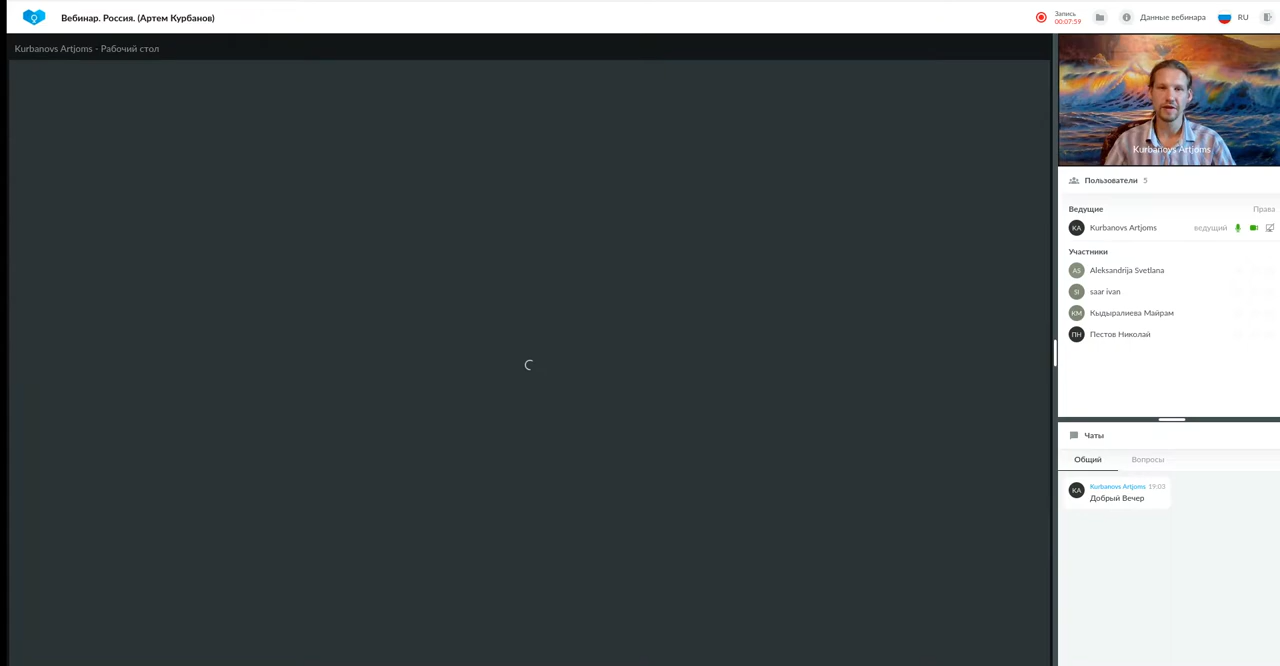 Вебинар. Россия. (Артем Курбанов)
Запись
00:07:59
Данные вебинара
RU
Kurbanovs Artjoms - Рабочий стол
Kurbanovs Artjoms
Пользователи 5
Ведущие Права
KA Kurbanovs Artjoms ведущий
Участники
AS Aleksandrija Svetlana
SI saar ivan
КМ Кыдыралиева Майрам
ПН Пестов Николай
Чаты
Общий Вопросы
KA Kurbanovs Artjoms 19:03
Добрый Вечер